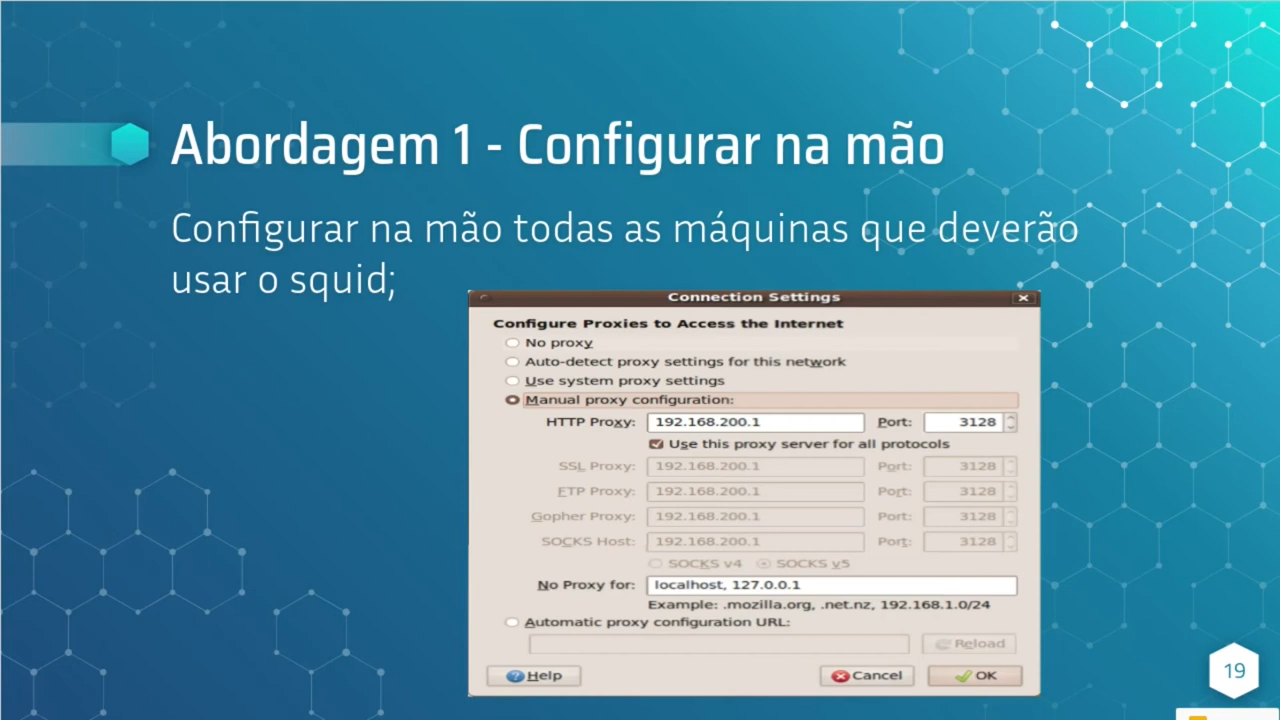 Abordagem 1 - Configurar na mão
Configurar na mão todas as máquinas que deverão
usar o squid;
Connection Settings
Configure Proxies to Access the Internet
No proxy
Auto-detect proxy settings for this network
Use system proxy settings
Manual proxy configuration:
HTTP Proxy: 192.168.200.1 Port: 3128
Use this proxy server for all protocols
SSL Proxy: 192.168.200.1 Port: 3128
FTP Proxy: 192.168.200.1 Port: 3128
Gopher Proxy: 192.168.200.1 Port: 3128
SOCKS Host: 192.168.200.1 Port: 3128
SOCKS v4 SOCKS v5
No Proxy for: localhost, 127.0.0.1
Example: .mozilla.org, .net.nz, 192.168.1.0/24
Automatic proxy configuration URL:
Reload
Help Cancel OK
19